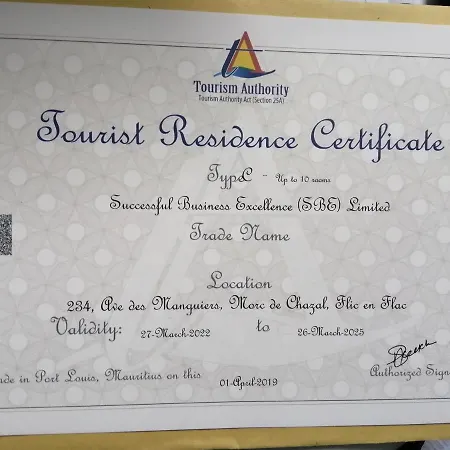 Tourism Authority
Tourism Authority Act (Section 25A)
Tourist Residence Certificate
Type C - Up to 10 rooms
Successful Business Excellence (SBE) Limited
Trade Name
Location
234, Ave des Manguiers, Morc de Chazal, Flic en Flac
Validity: 27-March-2022 to 26-March-2025
de in Port Louis, Mauritius on this 01-April-2019
Authorized Sign